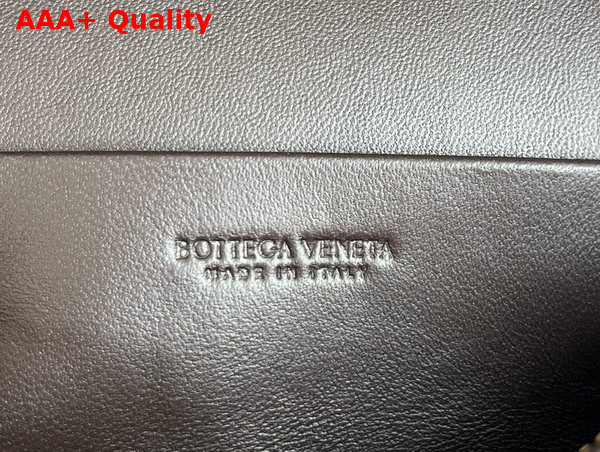 AAA+ Quality
BOTTEGA VENETA
MADE IN ITALY